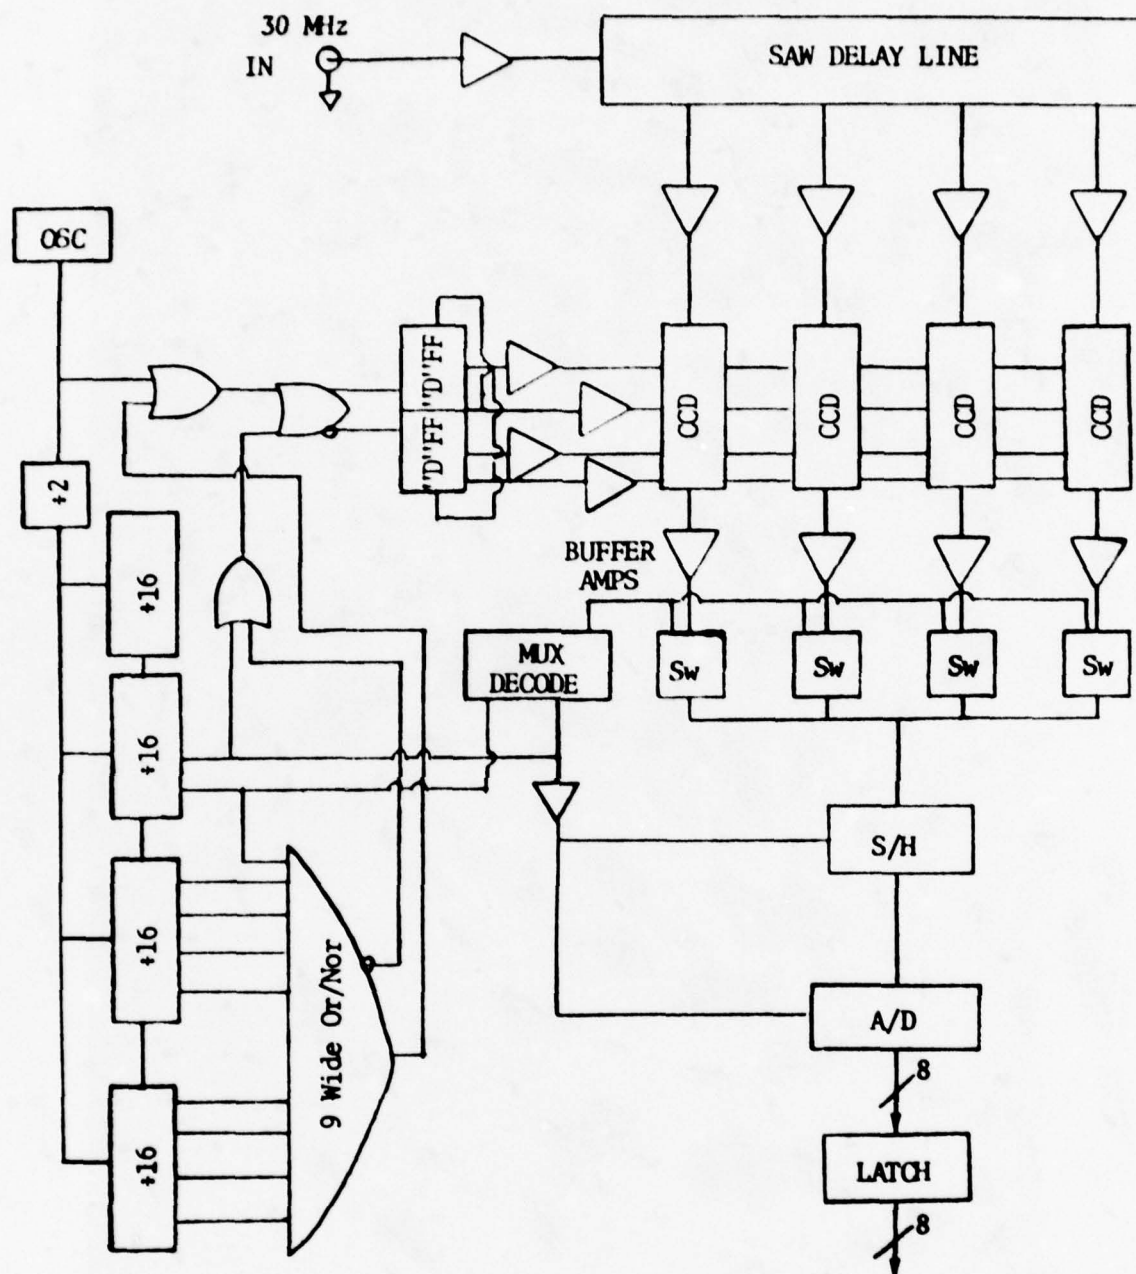 30 MHz
IN
SAW DELAY LINE
OSC
"D"FF "D"FF
CCD
CCD
CCD
CCD
÷2
÷16
BUFFER
AMPS
MUX
DECODE
Sw
Sw
Sw
Sw
÷16
S/H
÷16
9 Wide Or/Nor
A/D
8
÷16
LATCH
8